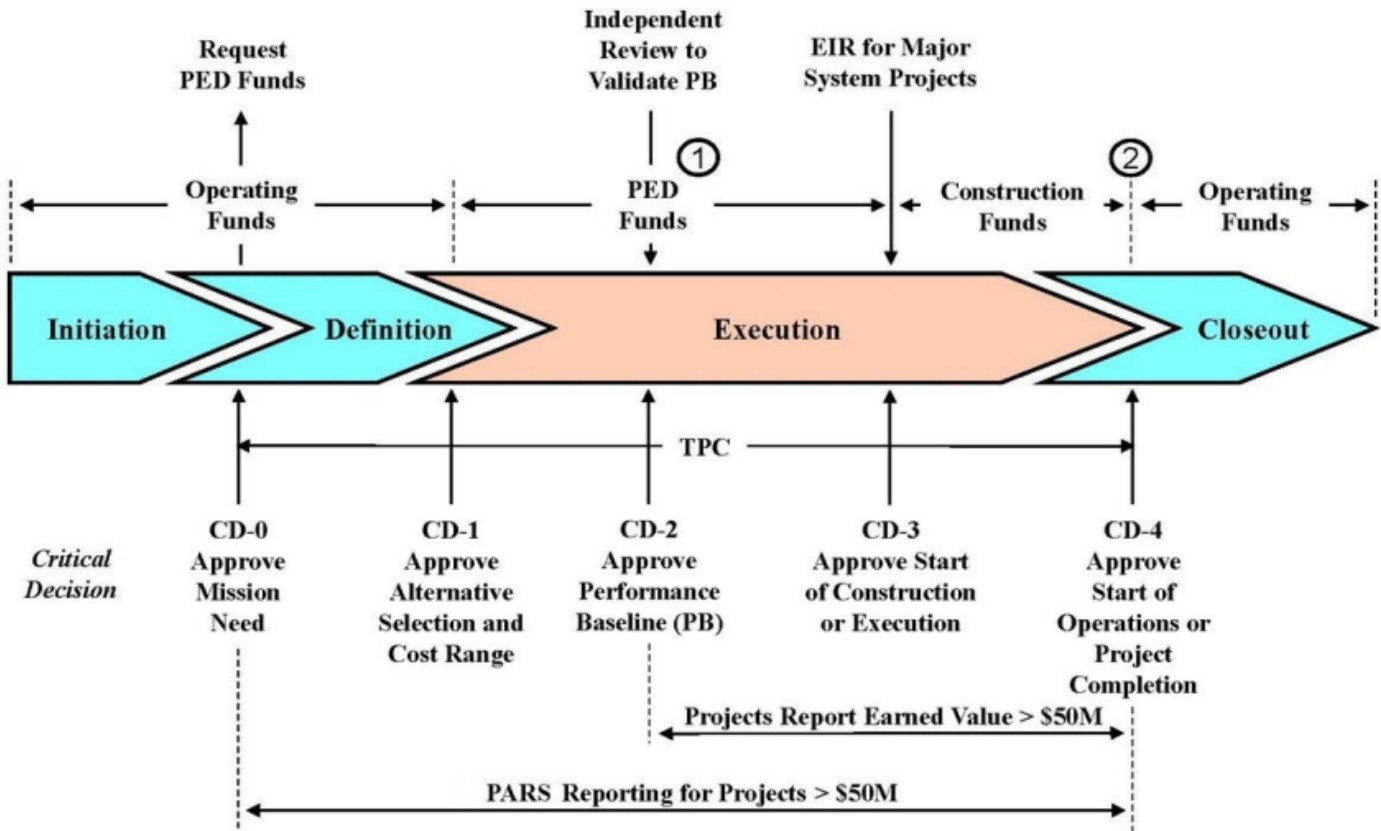 Request
PED Funds
Independent
Review to
Validate PB
EIR for Major
System Projects
1
2
Operating
Funds
PED
Funds
Construction
Funds
Operating
Funds
Initiation
Definition
Execution
Closeout
TPC
Critical
Decision
CD-0
Approve
Mission
Need
CD-1
Approve
Alternative
Selection and
Cost Range
CD-2
Approve
Performance
Baseline (PB)
CD-3
Approve Start
of Construction
or Execution
CD-4
Approve
Start of
Operations or
Project
Completion
Projects Report Earned Value > $50M
PARS Reporting for Projects > $50M